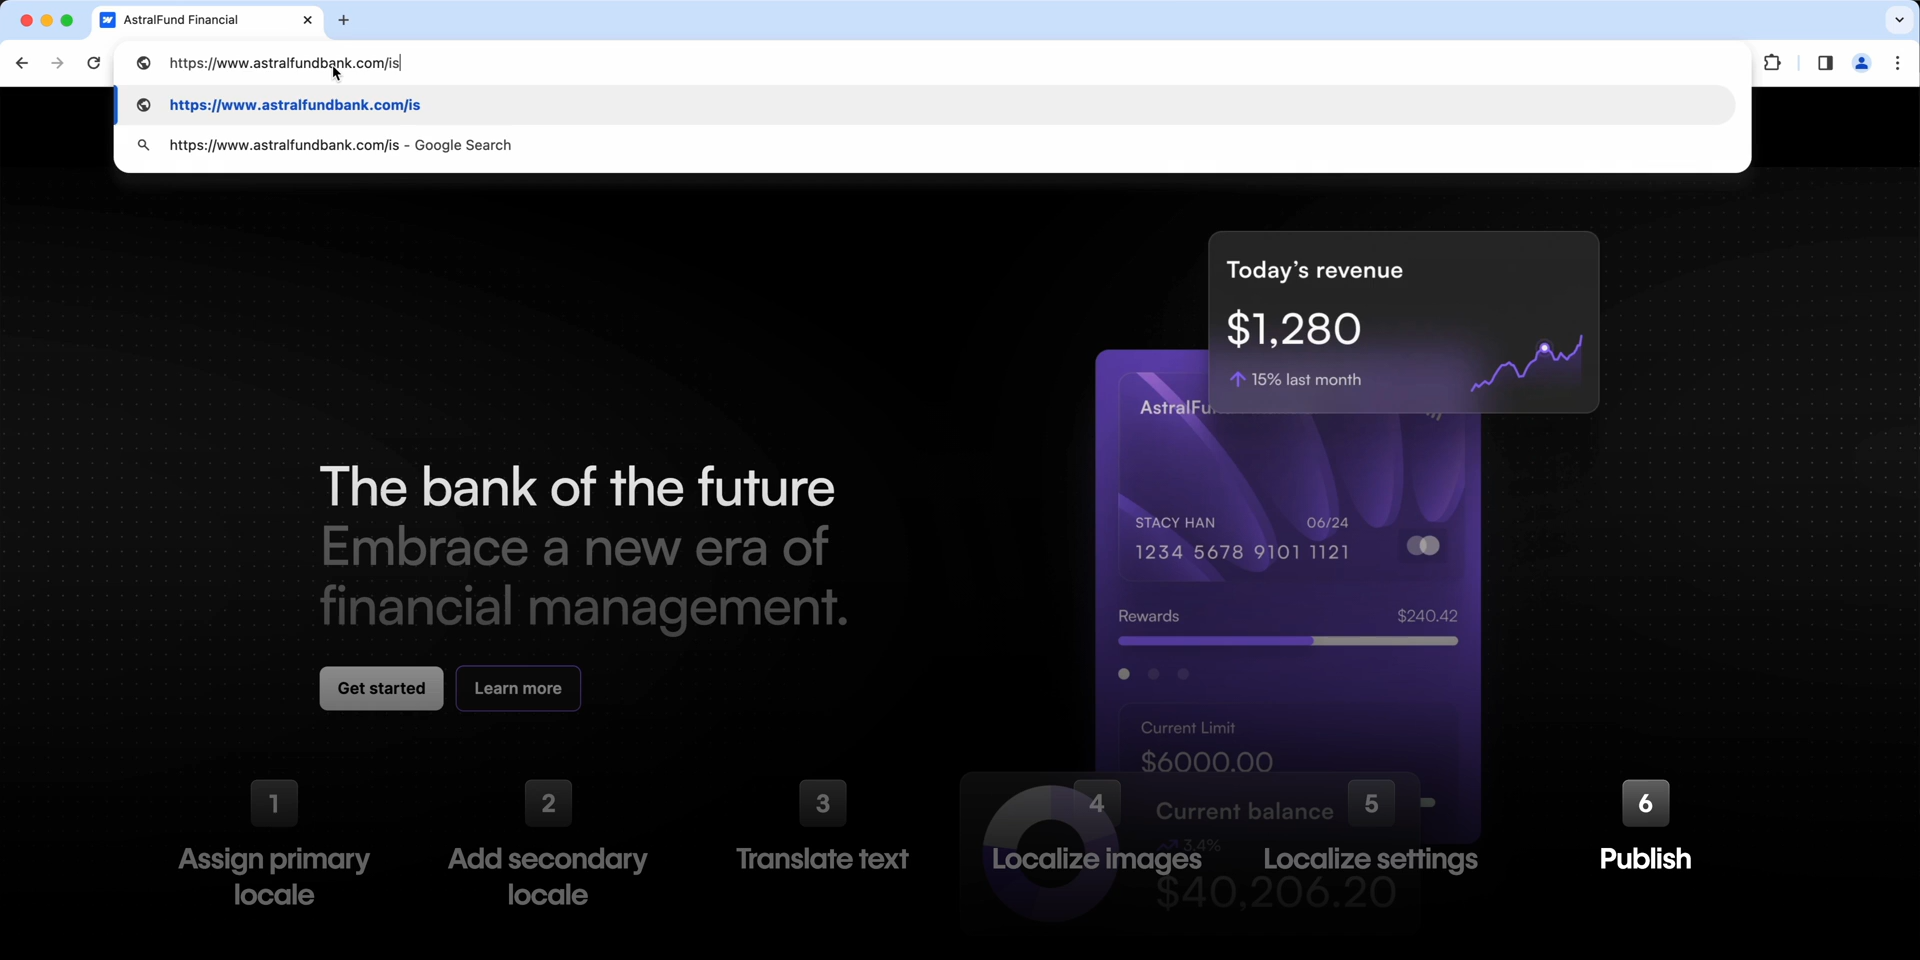 AstralFund Financial
https://www.astralfundbank.com/is
https://www.astralfundbank.com/is
https://www.astralfundbank.com/is - Google Search
Today's revenue
$1,280
15% last month
AstralFu
STACY HAN 06/24
1234 5678 9101 1121
Rewards $240.42
The bank of the future
Embrace a new era of
financial management.
Get started Learn more
Current Limit
$6000.00
Current balance
3.4%
$40,206.20
1 2 3 4 5 6
Assign primary
locale
Add secondary
locale
Translate text
Localize images
Localize settings
Publish